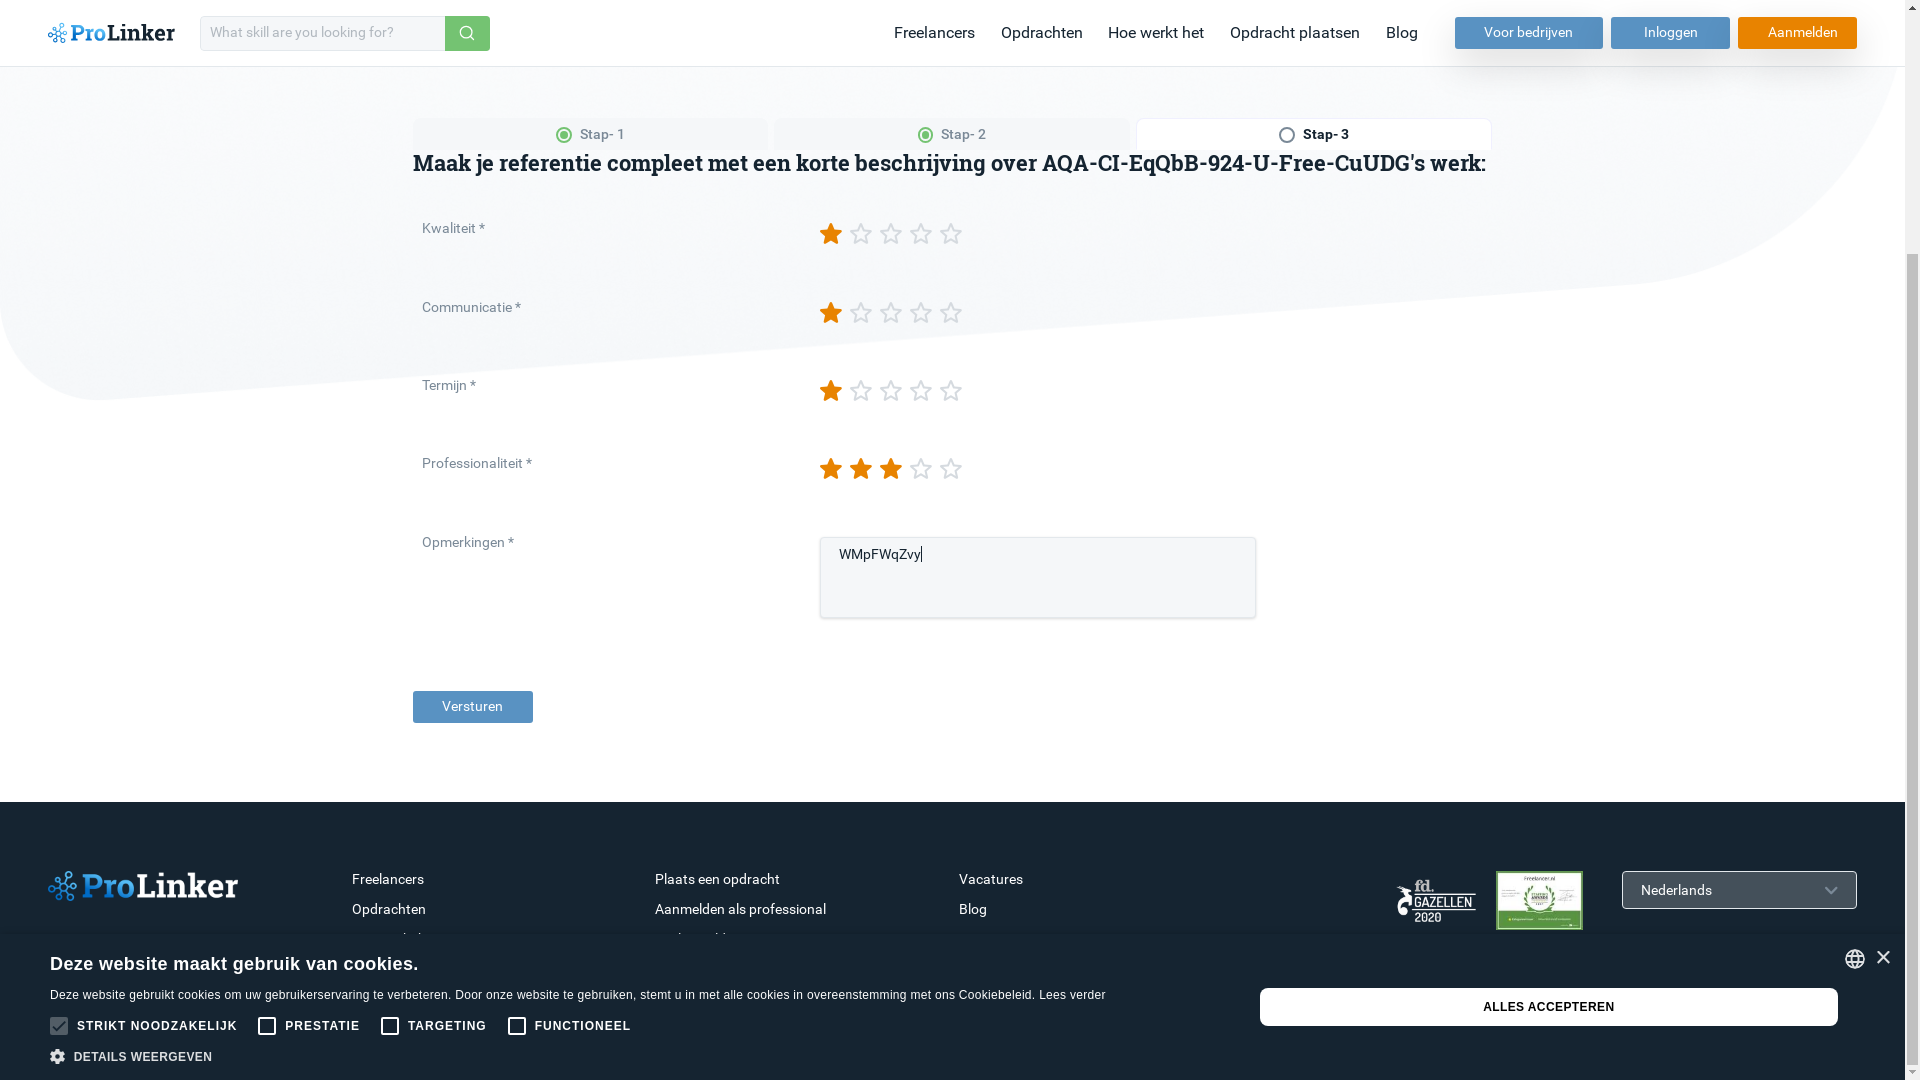 ProLinker
What skill are you looking for?
Freelancers
Opdrachten
Hoe werkt het
Opdracht plaatsen
Blog
Voor bedrijven
Inloggen
Aanmelden
Stap- 1
Stap- 2
Stap- 3
Maak je referentie compleet met een korte beschrijving over AQA-CI-EqQbB-924-U-Free-CuUDG's werk:
Kwaliteit *
Communicatie *
Termijn *
Professionaliteit *
Opmerkingen *
WMpFWqZvy
Versturen
ProLinker
Freelancers
Opdrachten
Plaats een opdracht
Aanmelden als professional
Vacatures
Blog
fd.
GAZELLEN
2020
Freelancer.nl
Nederlands
Deze website maakt gebruik van cookies.
Deze website gebruikt cookies om uw gebruikerservaring te verbeteren. Door onze website te gebruiken, stemt u in met alle cookies in overeenstemming met ons Cookiebeleid. Lees verder
STRIKT NOODZAKELIJK
PRESTATIE
TARGETING
FUNCTIONEEL
DETAILS WEERGEVEN
ALLES ACCEPTEREN